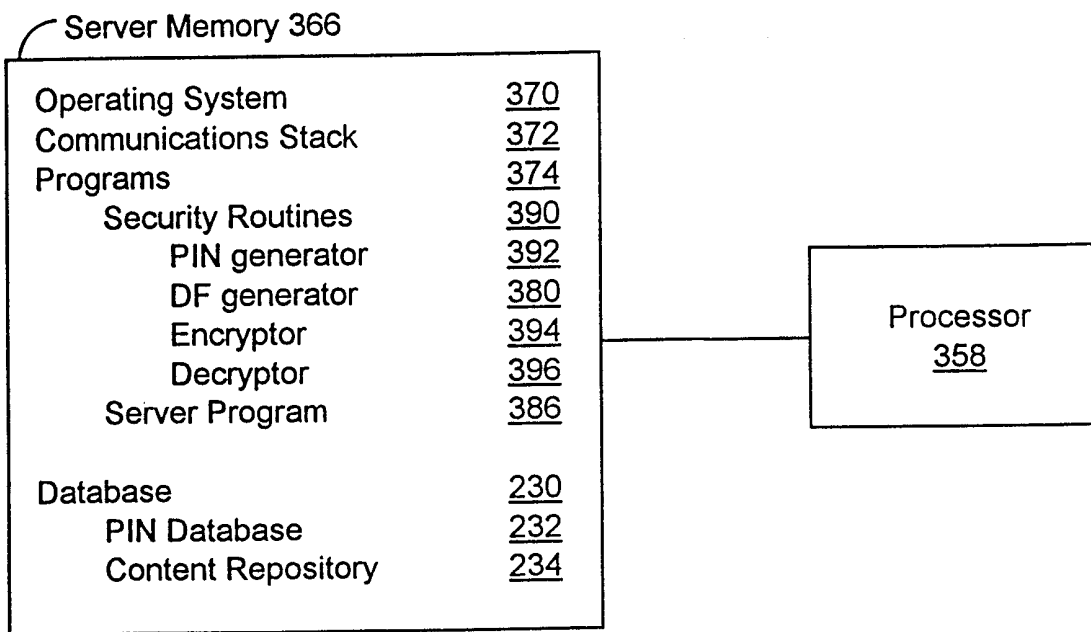 Server Memory 366
Operating System 370
Communications Stack 372
Programs 374
Security Routines 390
PIN generator 392
DF generator 380
Encryptor 394
Decryptor 396
Server Program 386
Database 230
PIN Database 232
Content Repository 234
Processor
358